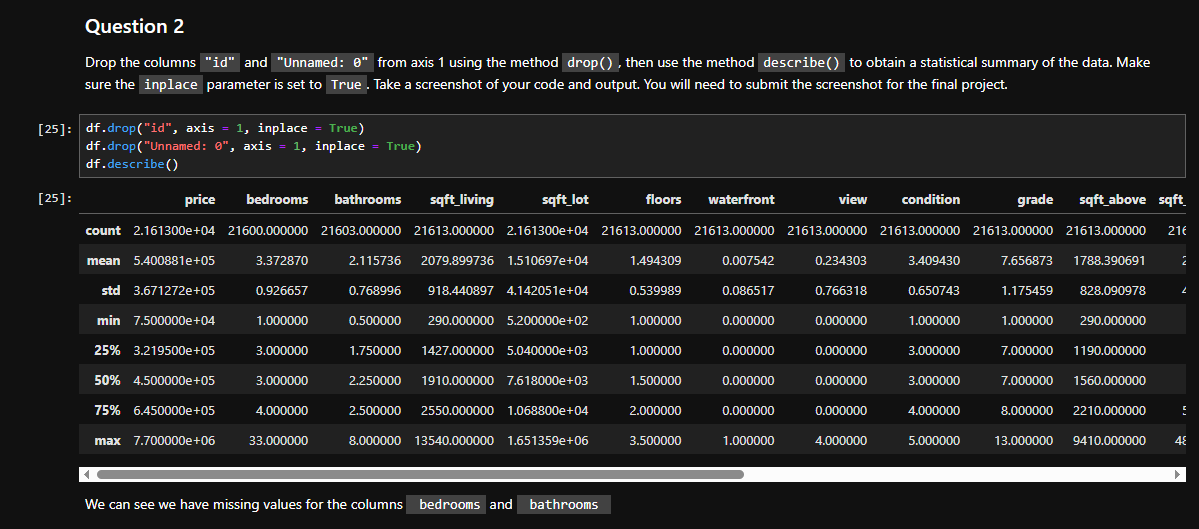 Question 2
Drop the columns "id" and "Unnamed: 0" from axis 1 using the method drop(), then use the method describe() to obtain a statistical summary of the data. Make
sure the inplace parameter is set to True. Take a screenshot of your code and output. You will need to submit the screenshot for the final project.
[25]: df.drop("id", axis = 1, inplace = True)
df.drop("Unnamed: 0", axis = 1, inplace = True)
df.describe()
[25]: price bedrooms bathrooms sqft_living sqft_lot floors waterfront view condition grade sqft_above sqft_
count 2.161300e+04 21600.000000 21603.000000 21613.000000 2.161300e+04 21613.000000 21613.000000 21613.000000 21613.000000 21613.000000 21613.000000 216
mean 5.400881e+05 3.372870 2.115736 2079.899736 1.510697e+04 1.494309 0.007542 0.234303 3.409430 7.656873 1788.390691
std 3.671272e+05 0.926657 0.768996 918.440897 4.142051e+04 0.539989 0.086517 0.766318 0.650743 1.175459 828.090978
min 7.500000e+04 1.000000 0.500000 290.000000 5.200000e+02 1.000000 0.000000 0.000000 1.000000 1.000000 290.000000
25% 3.219500e+05 3.000000 1.750000 1427.000000 5.040000e+03 1.000000 0.000000 0.000000 3.000000 7.000000 1190.000000
50% 4.500000e+05 3.000000 2.250000 1910.000000 7.618000e+03 1.500000 0.000000 0.000000 3.000000 7.000000 1560.000000
75% 6.450000e+05 4.000000 2.500000 2550.000000 1.068800e+04 2.000000 0.000000 0.000000 4.000000 8.000000 2210.000000
max 7.700000e+06 33.000000 8.000000 13540.000000 1.651359e+06 3.500000 1.000000 4.000000 5.000000 13.000000 9410.000000 48
We can see we have missing values for the columns bedrooms and bathrooms